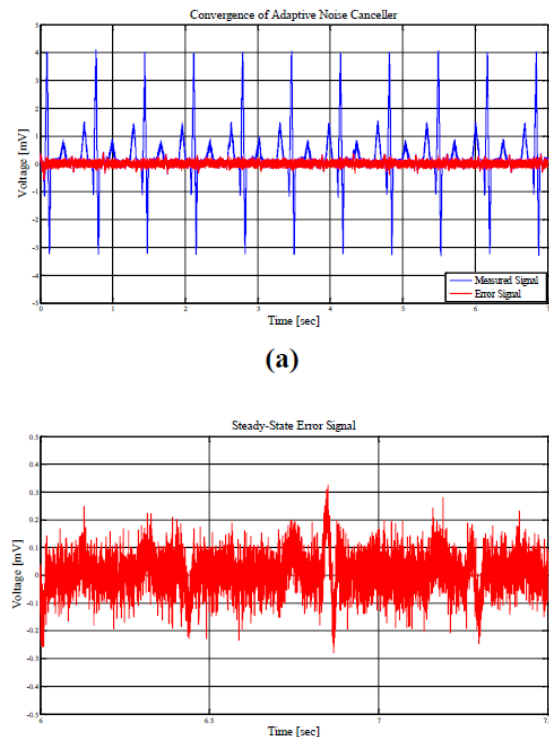 Convergence of Adaptive Noise Canceller
5
4
3
2
1
0
-1
-2
-3
-4
-5
Voltage [mV]
0 1 2 3 4 5 6 7
Time [sec]
Measured Signal
Error Signal
(a)
Steady-State Error Signal
0.5
0.4
0.3
0.2
0.1
0
-0.1
-0.2
-0.3
-0.4
-0.5
Voltage [mV]
6 6.5 7
Time [sec]